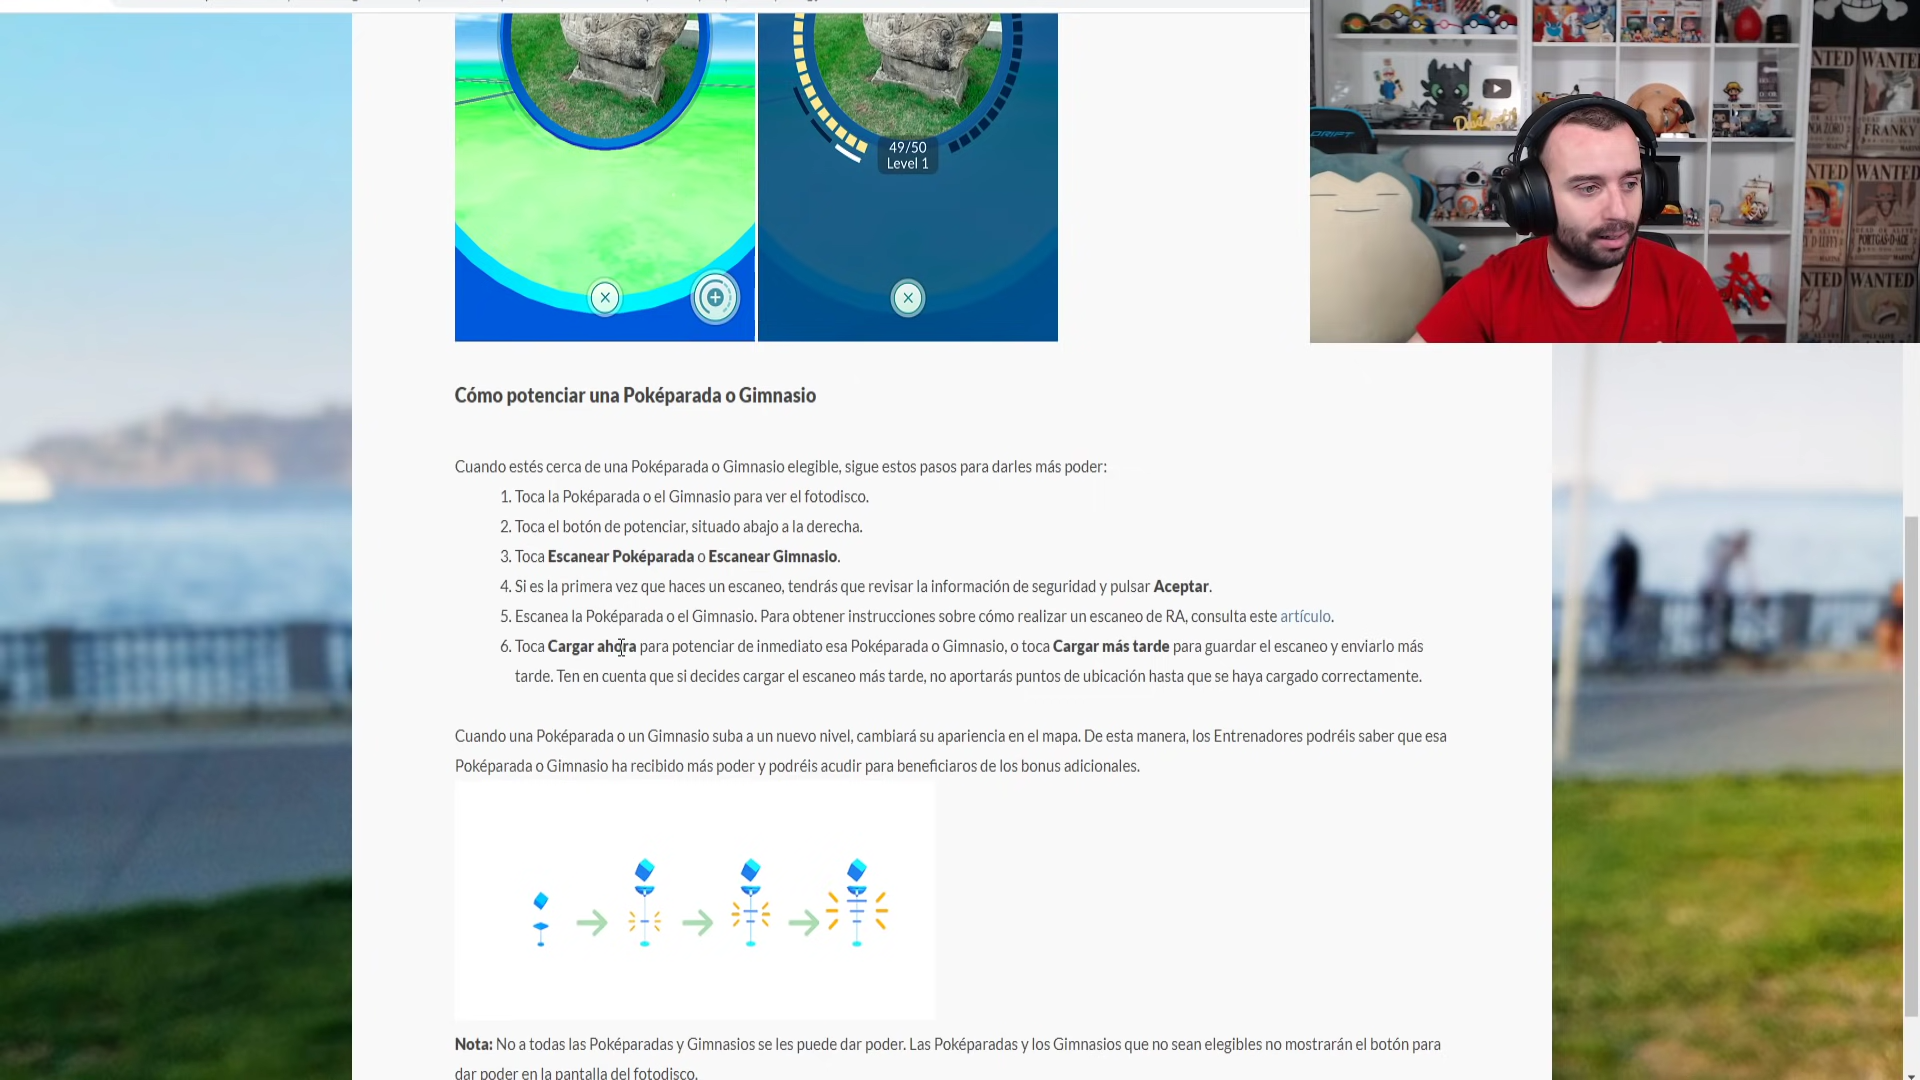 49/50
Level 1
DRIFT
NTED
WANTE
FRANKY
WANTED
WANTE
PORTGAS·D·ACE
WANTED
WANTE
Cómo potenciar una Poképarada o Gimnasio
Cuando estés cerca de una Poképarada o Gimnasio elegible, sigue estos pasos para darles más poder:
1. Toca la Poképarada o el Gimnasio para ver el fotodisco.
2. Toca el botón de potenciar, situado abajo a la derecha.
3. Toca Escanear Poképarada o Escanear Gimnasio.
4. Si es la primera vez que haces un escaneo, tendrás que revisar la información de seguridad y pulsar Aceptar.
5. Escanea la Poképarada o el Gimnasio. Para obtener instrucciones sobre cómo realizar un escaneo de RA, consulta este artículo.
6. Toca Cargar ahora para potenciar de inmediato esa Poképarada o Gimnasio, o toca Cargar más tarde para guardar el escaneo y enviarlo más
tarde. Ten en cuenta que si decides cargar el escaneo más tarde, no aportarás puntos de ubicación hasta que se haya cargado correctamente.
Cuando una Poképarada o un Gimnasio suba a un nuevo nivel, cambiará su apariencia en el mapa. De esta manera, los Entrenadores podréis saber que esa
Poképarada o Gimnasio ha recibido más poder y podréis acudir para beneficiaros de los bonus adicionales.
Nota: No a todas las Poképaradas y Gimnasios se les puede dar poder. Las Poképaradas y los Gimnasios que no sean elegibles no mostrarán el botón para
dar poder en la pantalla del fotodisco.